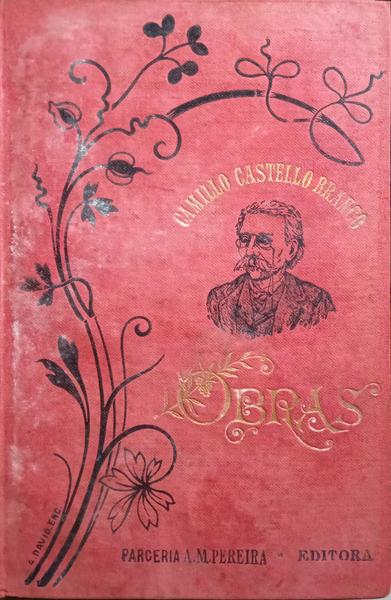 CAMILLO CASTELLO BRANCO
OBRAS
A. DAVID. ENC.
PARCERIA A.M.PEREIRA - EDITORA